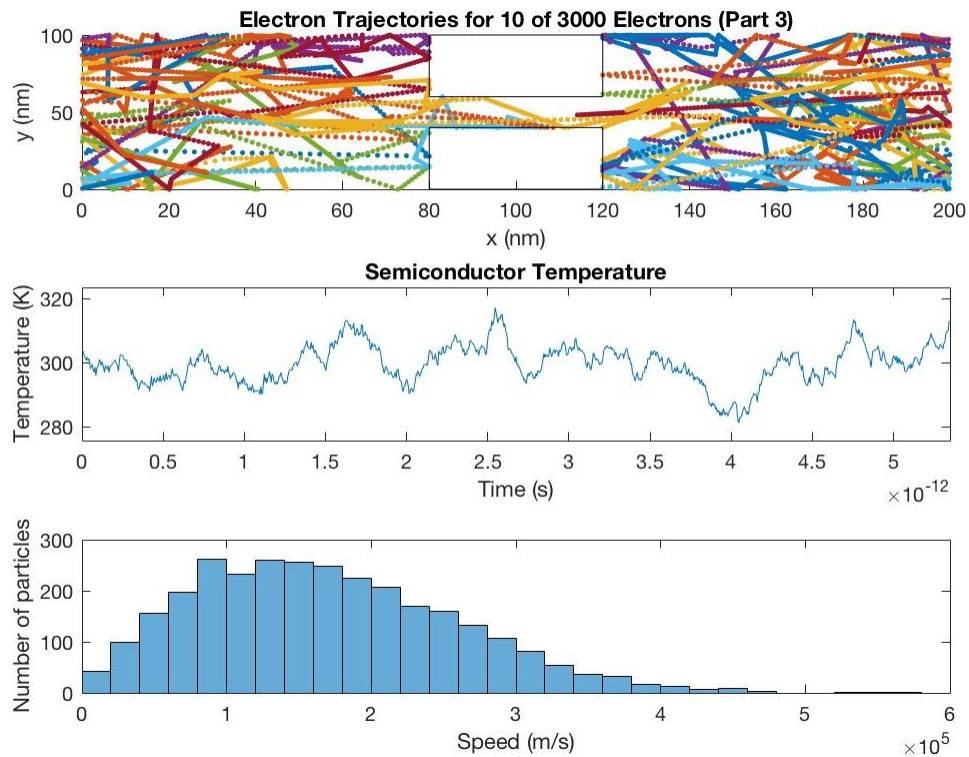 Electron Trajectories for 10 of 3000 Electrons (Part 3)
100
50
0
y (nm)
0 20 40 60 80 100 120 140 160 180 200
x (nm)
Semiconductor Temperature
320
300
280
Temperature (K)
0 0.5 1 1.5 2 2.5 3 3.5 4 4.5 5
Time (s)
×10-12
300
200
100
0
Number of particles
0 1 2 3 4 5 6
Speed (m/s)
×105